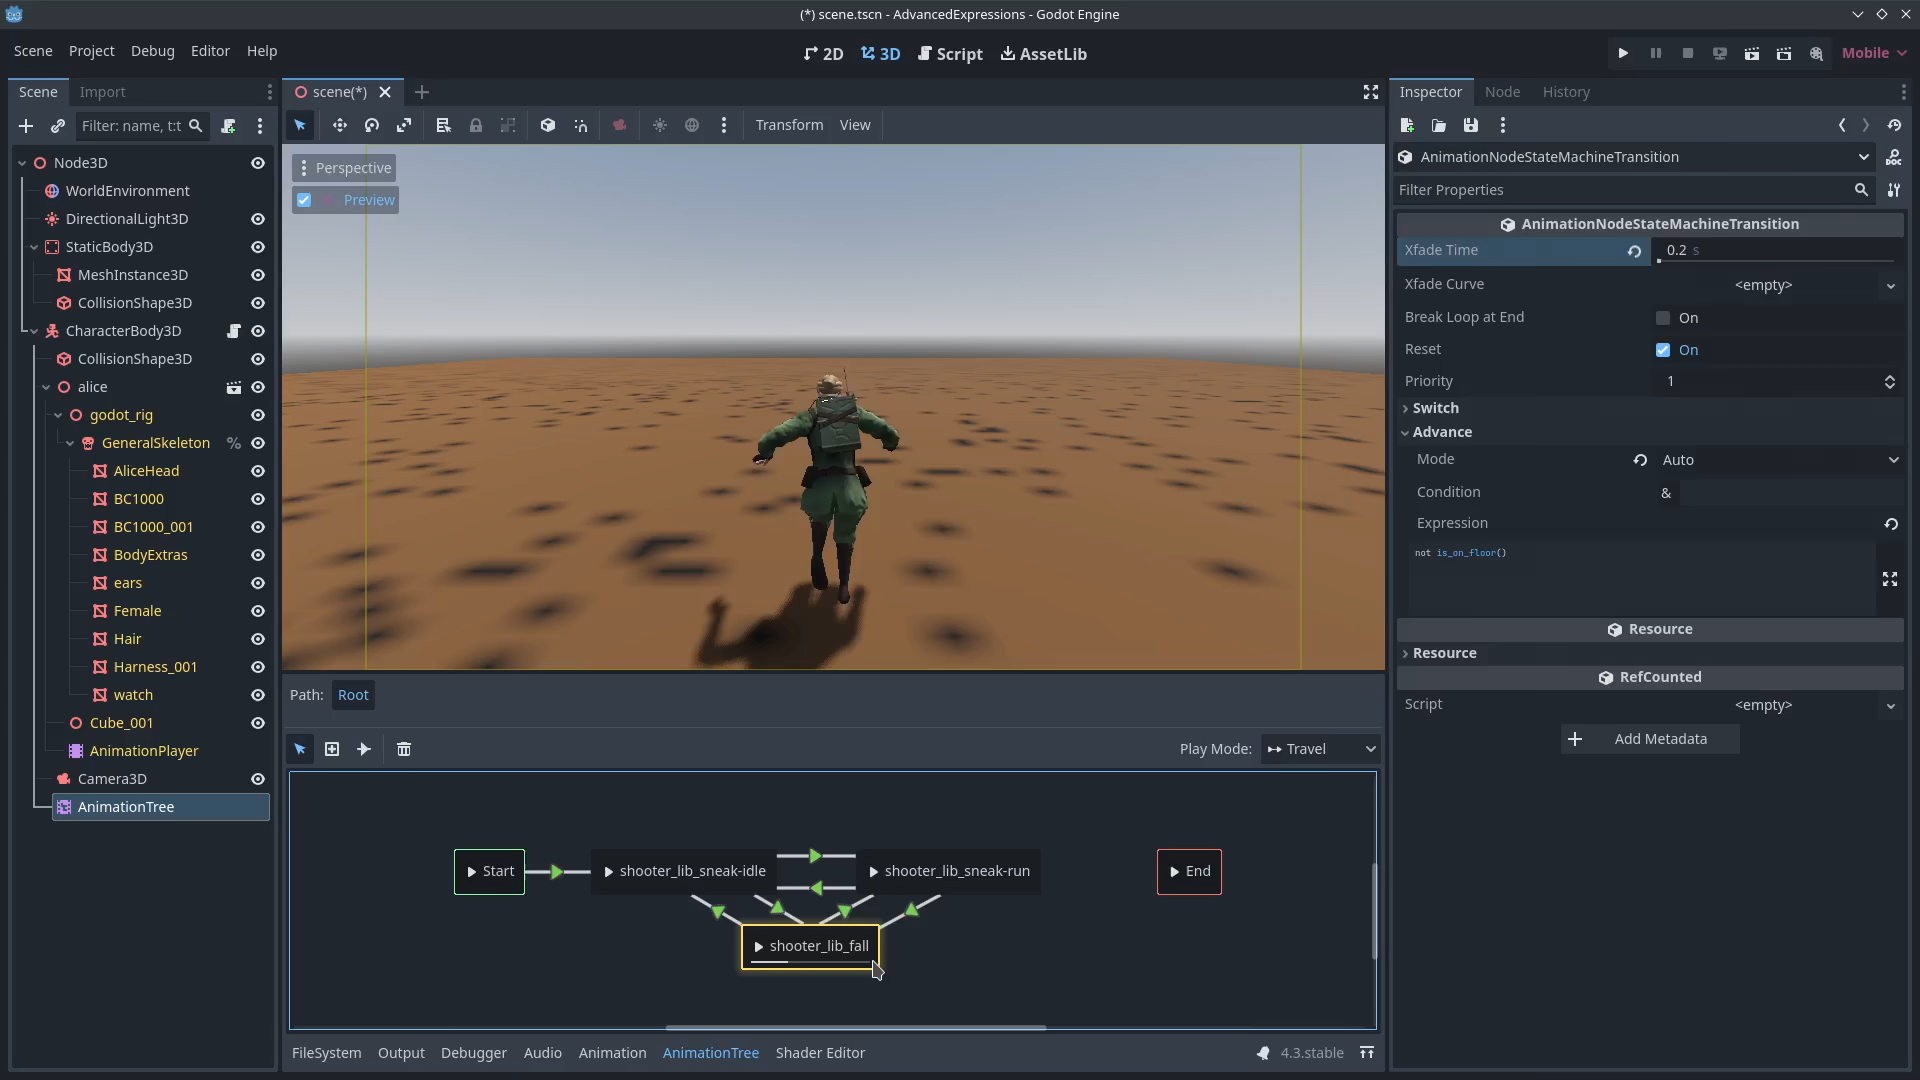 (*) scene.tscn - AdvancedExpressions - Godot Engine
Scene Project Debug Editor Help
2D 3D Script AssetLib
Mobile
Scene Import
Filter: name, t:t
Node3D
WorldEnvironment
DirectionalLight3D
StaticBody3D
MeshInstance3D
CollisionShape3D
CharacterBody3D
CollisionShape3D
alice
godot_rig
GeneralSkeleton %
AliceHead
BC1000
BC1000_001
BodyExtras
ears
Female
Hair
Harness_001
watch
Cube_001
AnimationPlayer
Camera3D
AnimationTree
scene(*)
Transform View
Perspective
Preview
Path: Root
Play Mode: Travel
Start
shooter_lib_sneak-idle
shooter_lib_sneak-run
End
shooter_lib_fall
FileSystem Output Debugger Audio Animation AnimationTree Shader Editor
4.3.stable
Inspector Node History
AnimationNodeStateMachineTransition
Filter Properties
AnimationNodeStateMachineTransition
Xfade Time 0.2 s
Xfade Curve <empty>
Break Loop at End On
Reset On
Priority 1
Switch
Advance
Mode Auto
Condition &
Expression
not is_on_floor()
Resource
Resource
RefCounted
Script <empty>
Add Metadata